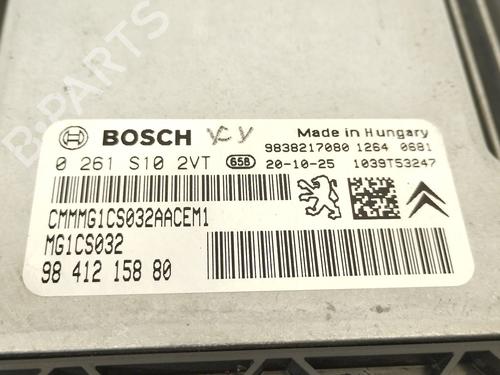 BOSCH
Made in Hungary
9838217080 1264 0681
0 261 S10 2VT 658 20-10-25 1039T53247
CMMMG1CS032AACEM1
MG1CS032
98 412 158 80
B-PARTS